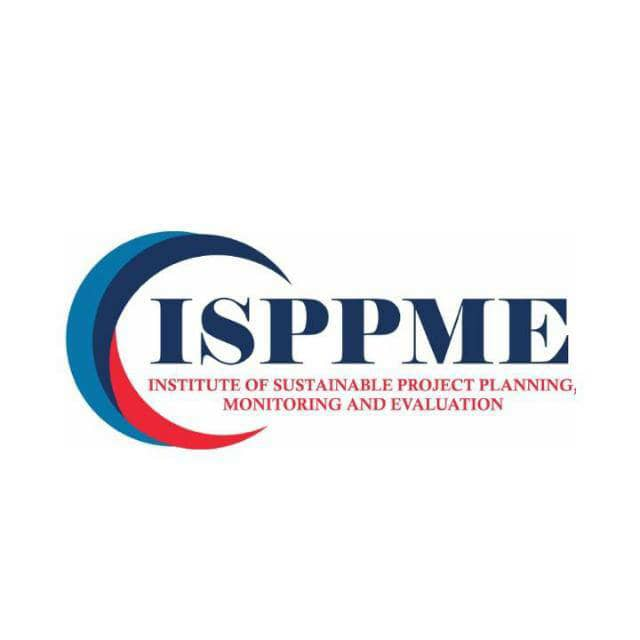 ISPPME
INSTITUTE OF SUSTAINABLE PROJECT PLANNING,
MONITORING AND EVALUATION